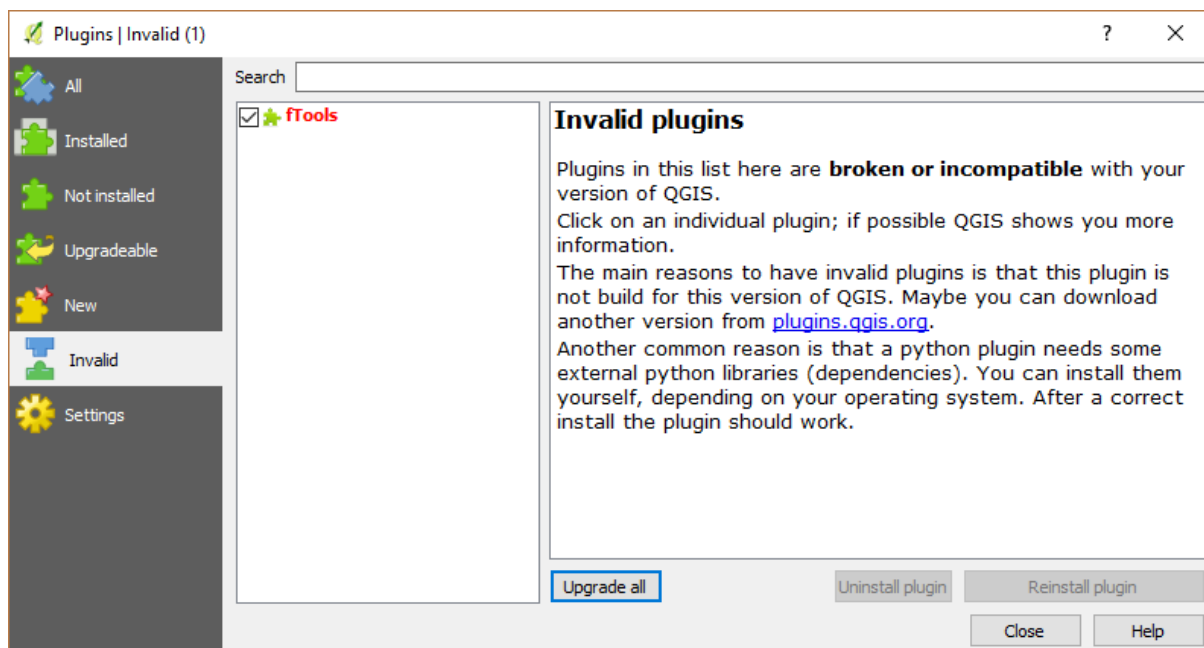 Plugins | Invalid (1)
?
All
Installed
Not installed
Upgradeable
New
Invalid
Settings
Search
fTools
Invalid plugins
Plugins in this list here are broken or incompatible with your
version of QGIS.
Click on an individual plugin; if possible QGIS shows you more
information.
The main reasons to have invalid plugins is that this plugin is
not build for this version of QGIS. Maybe you can download
another version from plugins.qgis.org.
Another common reason is that a python plugin needs some
external python libraries (dependencies). You can install them
yourself, depending on your operating system. After a correct
install the plugin should work.
Upgrade all
Uninstall plugin
Reinstall plugin
Close
Help